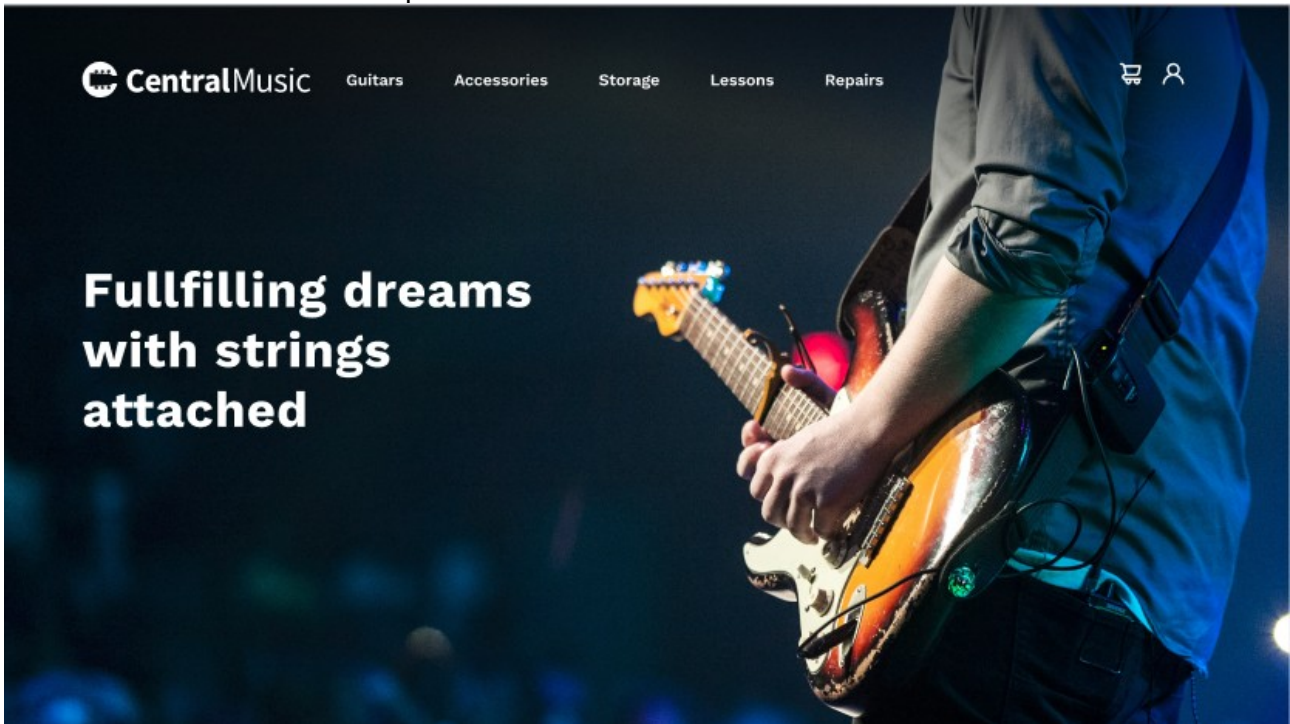 CentralMusic Guitars Accessories Storage Lessons Repairs
Fullfilling dreams
with strings
attached